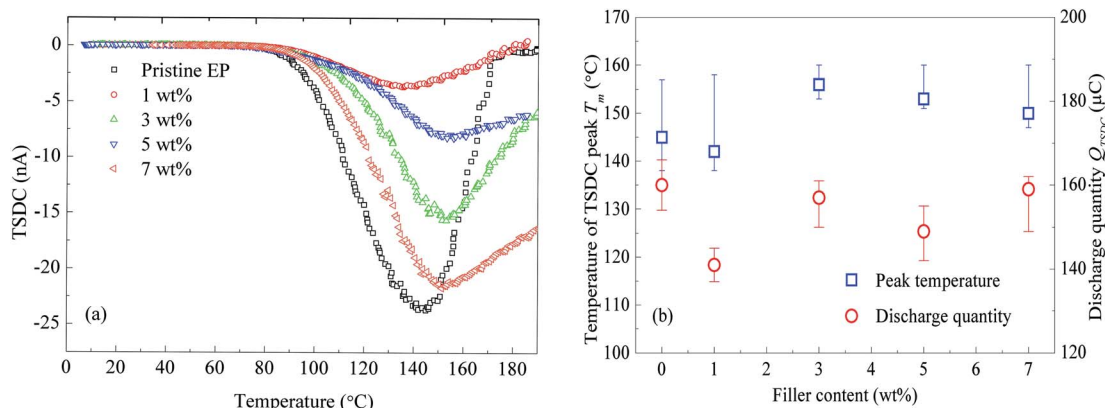 (a)
0
-5
-10
-15
-20
-25
TSDC (nA)
Pristine EP
1 wt%
3 wt%
5 wt%
7 wt%
0 20 40 60 80 100 120 140 160 180
Temperature (°C)
(b)
170
160
150
140
130
120
110
100
Temperature of TSDC peak Tm (°C)
200
180
160
140
120
Discharge quantity QTSDC (μC)
Peak temperature
Discharge quantity
0 1 2 3 4 5 6 7
Filler content (wt%)